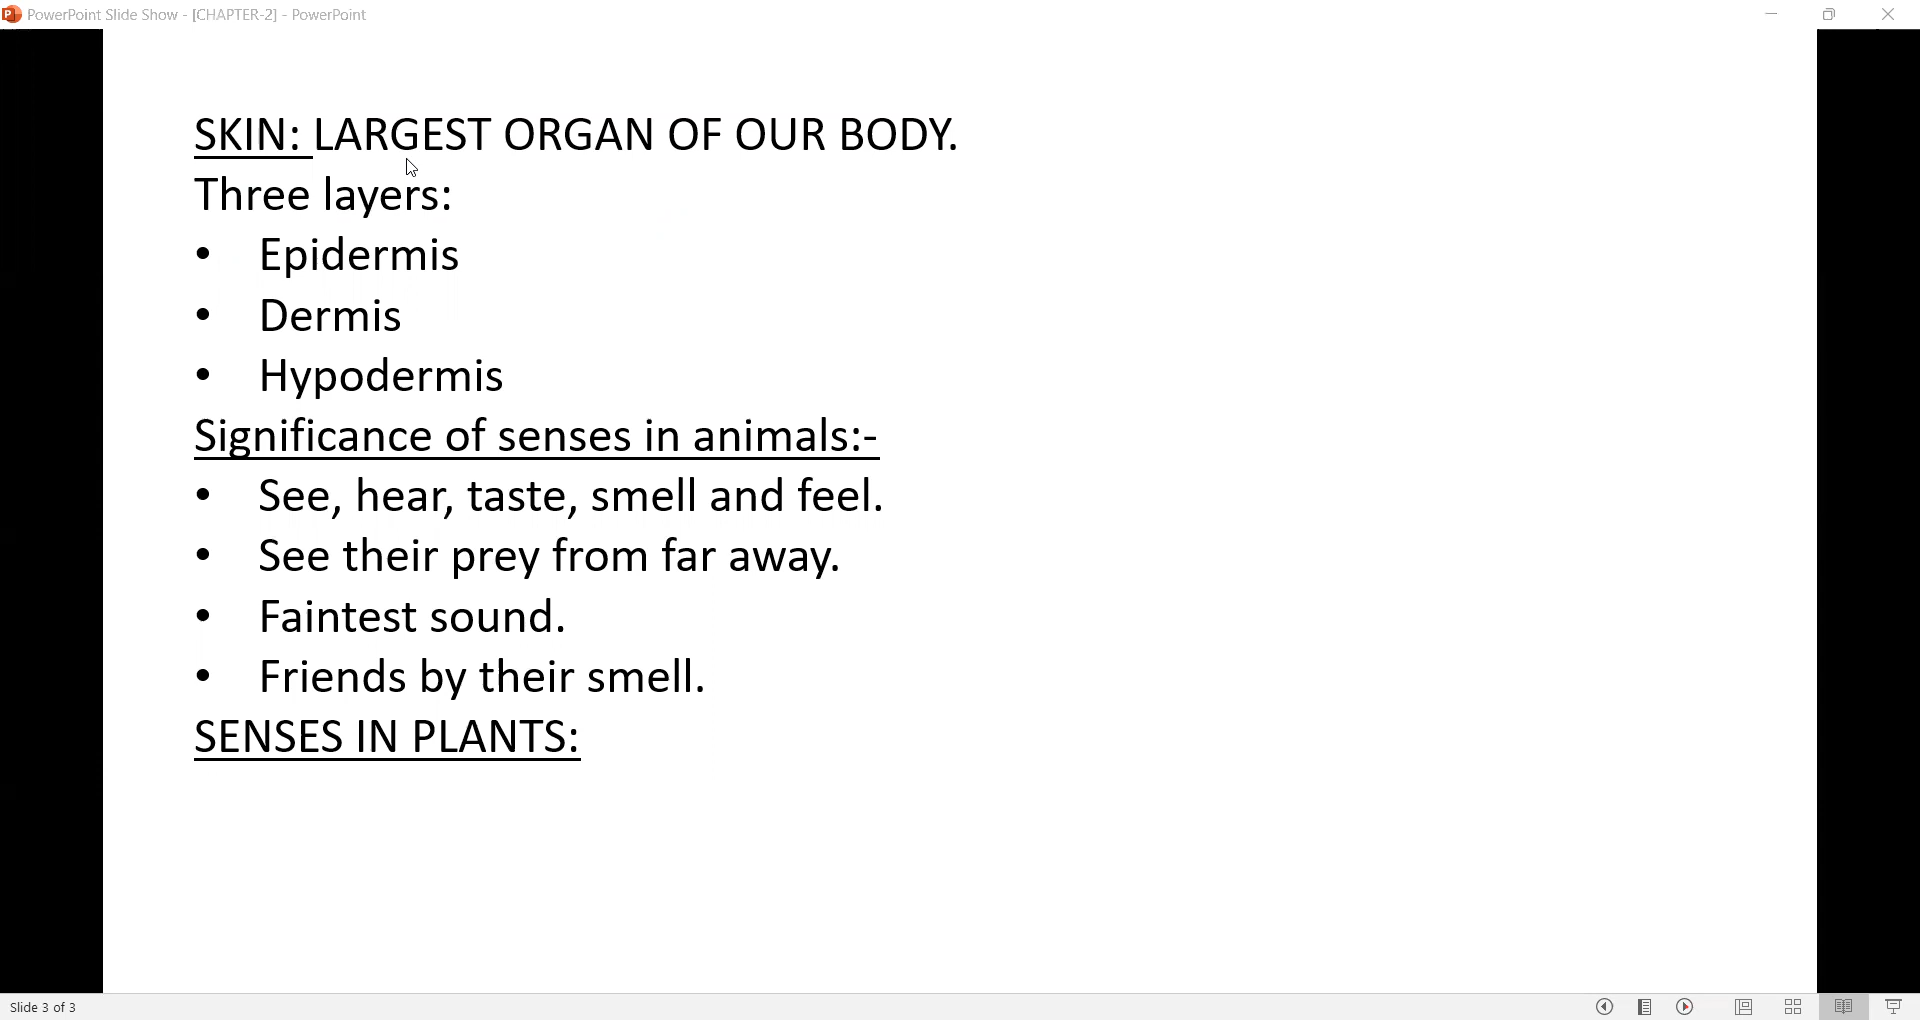 PowerPoint Slide Show - [CHAPTER-2] - PowerPoint
SKIN: LARGEST ORGAN OF OUR BODY.
Three layers:
• Epidermis
• Dermis
• Hypodermis
Significance of senses in animals:-
• See, hear, taste, smell and feel.
• See their prey from far away.
• Faintest sound.
• Friends by their smell.
SENSES IN PLANTS:
Slide 3 of 3